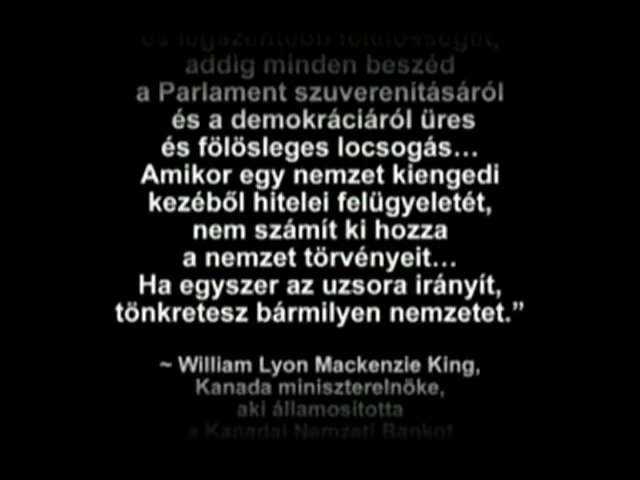 és legszentebb felelősségét,
addig minden beszéd
a Parlament szuverenitásáról
és a demokráciáról üres
és fölösleges locsogás...
Amikor egy nemzet kiengedi
kezéből hitelei felügyeletét,
nem számít ki hozza
a nemzet törvényeit...
Ha egyszer az uzsora irányít,
tönkretesz bármilyen nemzetet.”
~ William Lyon Mackenzie King,
Kanada miniszterelnöke,
aki államosította
a Kanadai Nemzeti Bankot